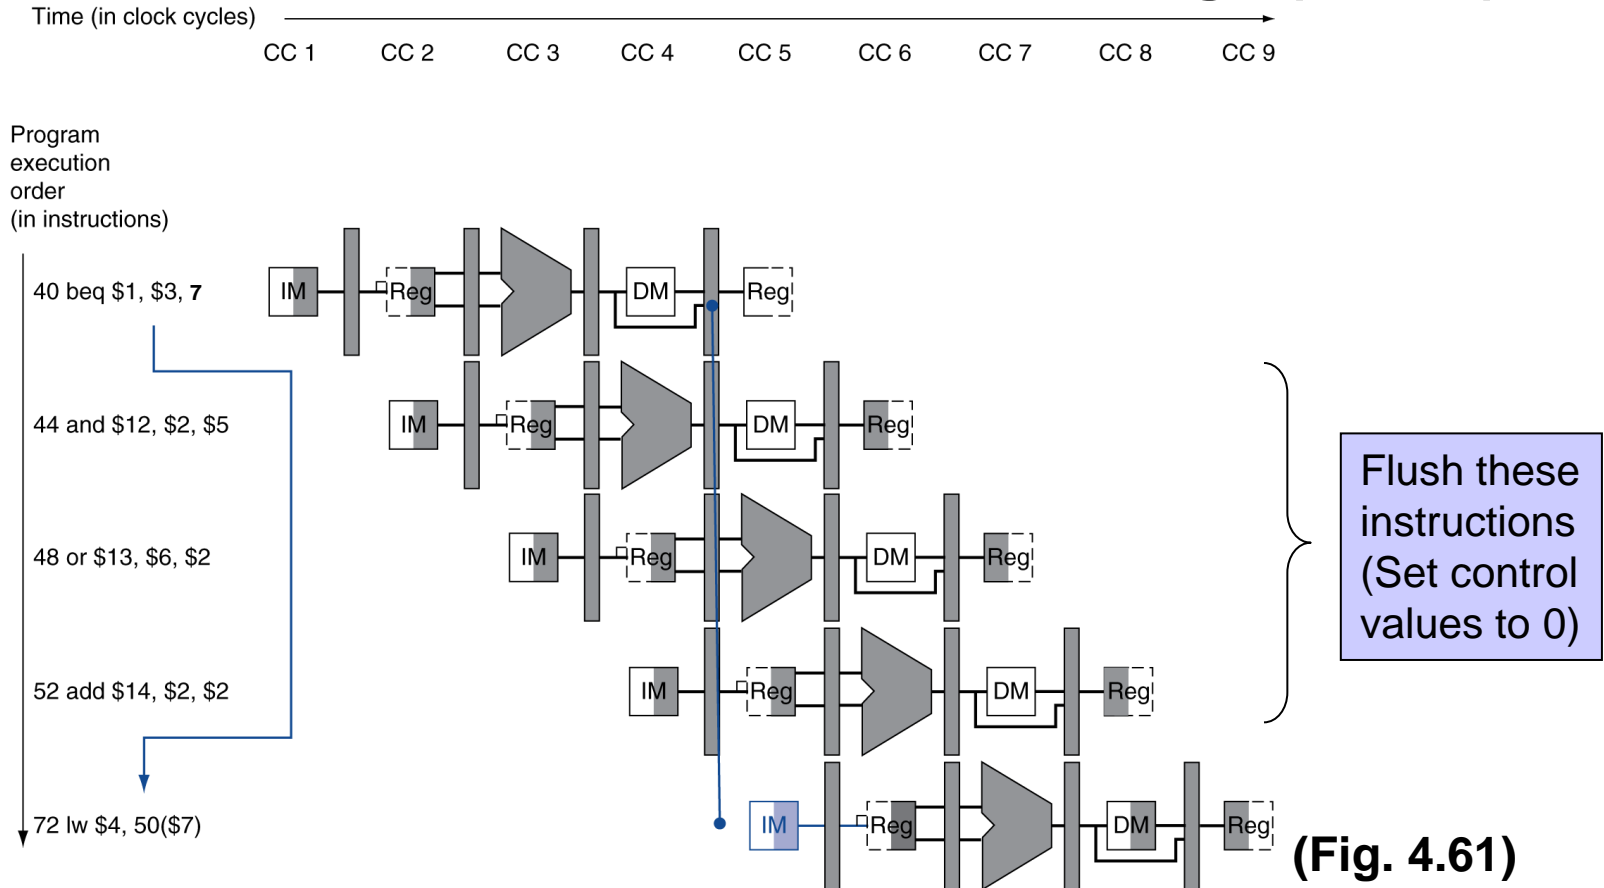 Time (in clock cycles)
CC 1 CC 2 CC 3 CC 4 CC 5 CC 6 CC 7 CC 8 CC 9
Program
execution
order
(in instructions)
40 beq $1, $3, 7
IM Reg DM Reg
44 and $12, $2, $5
IM Reg DM Reg
48 or $13, $6, $2
IM Reg DM Reg
52 add $14, $2, $2
IM Reg DM Reg
72 lw $4, 50($7)
IM Reg DM Reg
Flush these
instructions
(Set control
values to 0)
(Fig. 4.61)